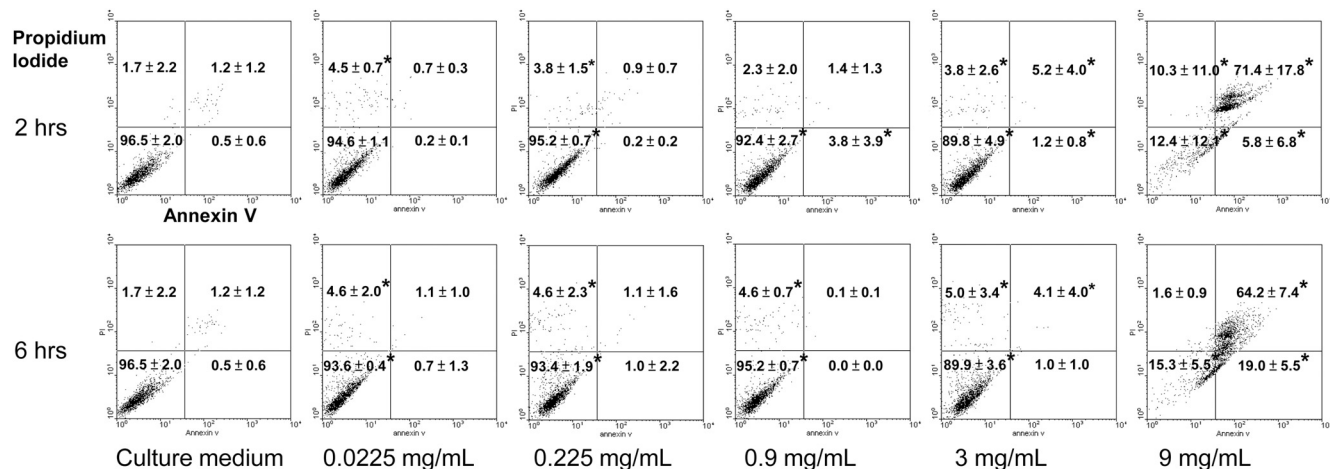 Propidium
Iodide
1.7 ± 2.2 1.2 ± 1.2 4.5 ± 0.7* 0.7 ± 0.3 3.8 ± 1.5* 0.9 ± 0.7 2.3 ± 2.0 1.4 ± 1.3 3.8 ± 2.6* 5.2 ± 4.0* 10.3 ± 11.0* 71.4 ± 17.8*
2 hrs
96.5 ± 2.0 0.5 ± 0.6 94.6 ± 1.1 0.2 ± 0.1 95.2 ± 0.7* 0.2 ± 0.2 92.4 ± 2.7* 3.8 ± 3.9* 89.8 ± 4.9* 1.2 ± 0.8* 12.4 ± 12.1* 5.8 ± 6.8*
Annexin V
1.7 ± 2.2 1.2 ± 1.2 4.6 ± 2.0* 1.1 ± 1.0 4.6 ± 2.3* 1.1 ± 1.6 4.6 ± 0.7* 0.1 ± 0.1 5.0 ± 3.4* 4.1 ± 4.0* 1.6 ± 0.9 64.2 ± 7.4*
6 hrs
96.5 ± 2.0 0.5 ± 0.6 93.6 ± 0.4* 0.7 ± 1.3 93.4 ± 1.9* 1.0 ± 2.2 95.2 ± 0.7* 0.0 ± 0.0 89.9 ± 3.6* 1.0 ± 1.0 15.3 ± 5.5 19.0 ± 5.5*
Culture medium 0.0225 mg/mL 0.225 mg/mL 0.9 mg/mL 3 mg/mL 9 mg/mL